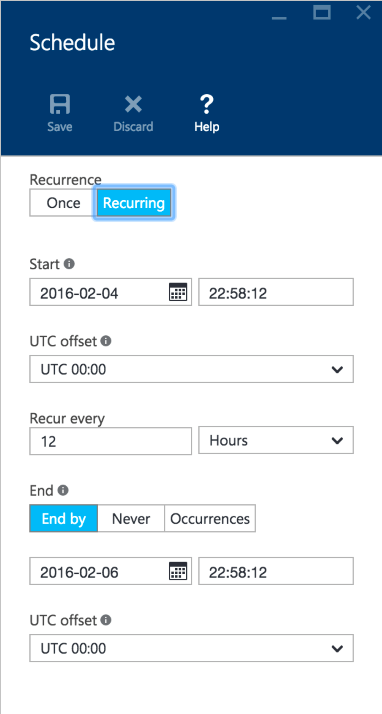 Schedule
Save Discard Help
Recurrence
Once Recurring
Start
2016-02-04 22:58:12
UTC offset
UTC 00:00
Recur every
12 Hours
End
End by Never Occurrences
2016-02-06 22:58:12
UTC offset
UTC 00:00